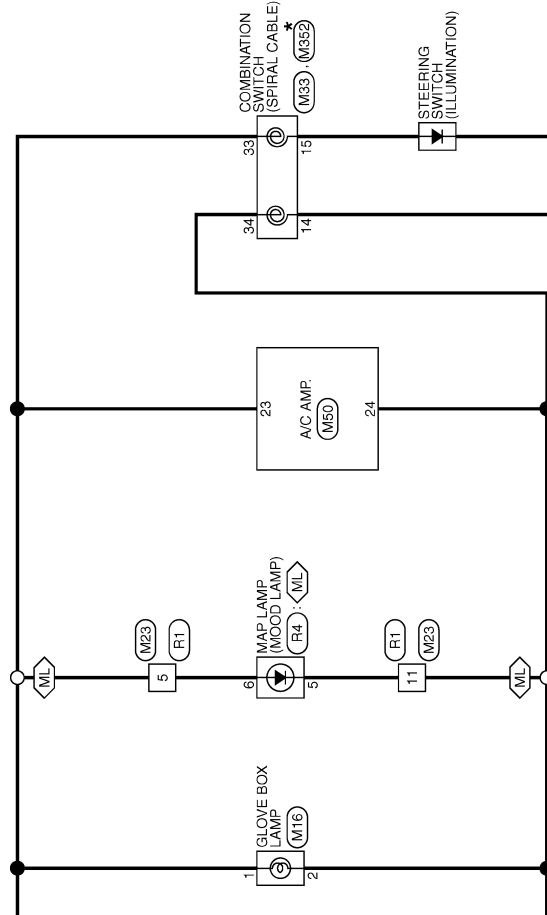 COMBINATION
SWITCH
(SPIRAL CABLE)
M33 , M352 *
33
34
15
14
STEERING
SWITCH
(ILLUMINATION)
23
A/C AMP.
M50
24
ML
M23
R1
5
MAP LAMP
(MOOD LAMP)
R4 : ML
6
5
R1
M23
11
ML
GLOVE BOX
LAMP
M16
1
2